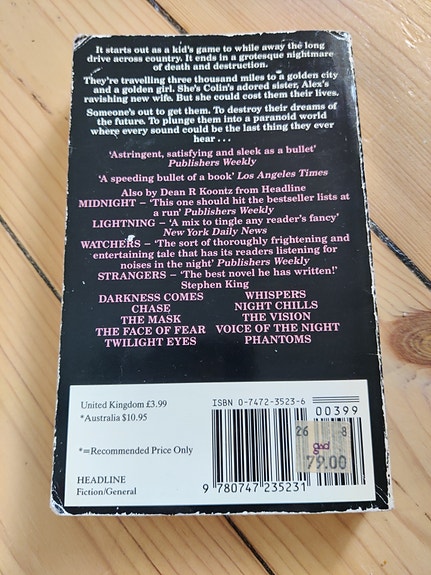 It starts out as a kid's game to while away the long
drive across country. It ends in a grotesque nightmare
of death and destruction.
They're travelling three thousand miles to a golden city
and a golden girl. She's Colin's adored sister, Alex's
ravishing new wife. But she could cost them their lives.
Someone's out to get them. To destroy their dreams of
the future. To plunge them into a paranoid world
where every sound could be the last thing they ever
hear . . .
'Astringent, satisfying and sleek as a bullet'
Publishers Weekly
'A speeding bullet of a book' Los Angeles Times
Also by Dean R Koontz from Headline
MIDNIGHT – 'This one should hit the bestseller lists at
a run' Publishers Weekly
LIGHTNING – 'A mix to tingle any reader's fancy'
New York Daily News
WATCHERS – 'The sort of thoroughly frightening and
entertaining tale that has its readers listening for
noises in the night' Publishers Weekly
STRANGERS – 'The best novel he has written!'
Stephen King
DARKNESS COMES WHISPERS
CHASE NIGHT CHILLS
THE MASK THE VISION
THE FACE OF FEAR VOICE OF THE NIGHT
TWILIGHT EYES PHANTOMS
United Kingdom £3.99
*Australia $10.95
*=Recommended Price Only
HEADLINE
Fiction/General
ISBN 0-7472-3523-6
00399
26 8
79.00
9 780747 235231